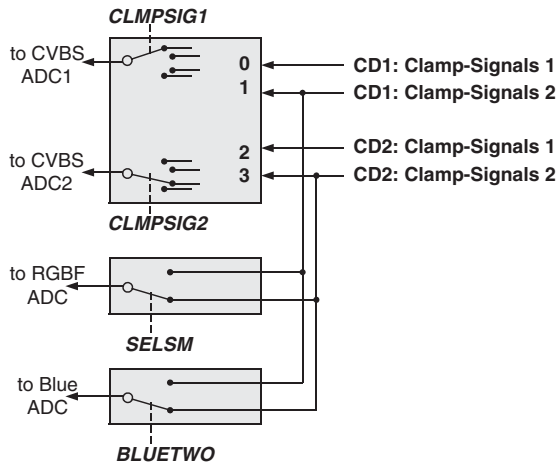 CLMPSIG1
to CVBS
ADC1
0
CD1: Clamp-Signals 1
1
CD1: Clamp-Signals 2
to CVBS
ADC2
2
CD2: Clamp-Signals 1
3
CD2: Clamp-Signals 2
CLMPSIG2
to RGBF
ADC
SELSM
to Blue
ADC
BLUETWO